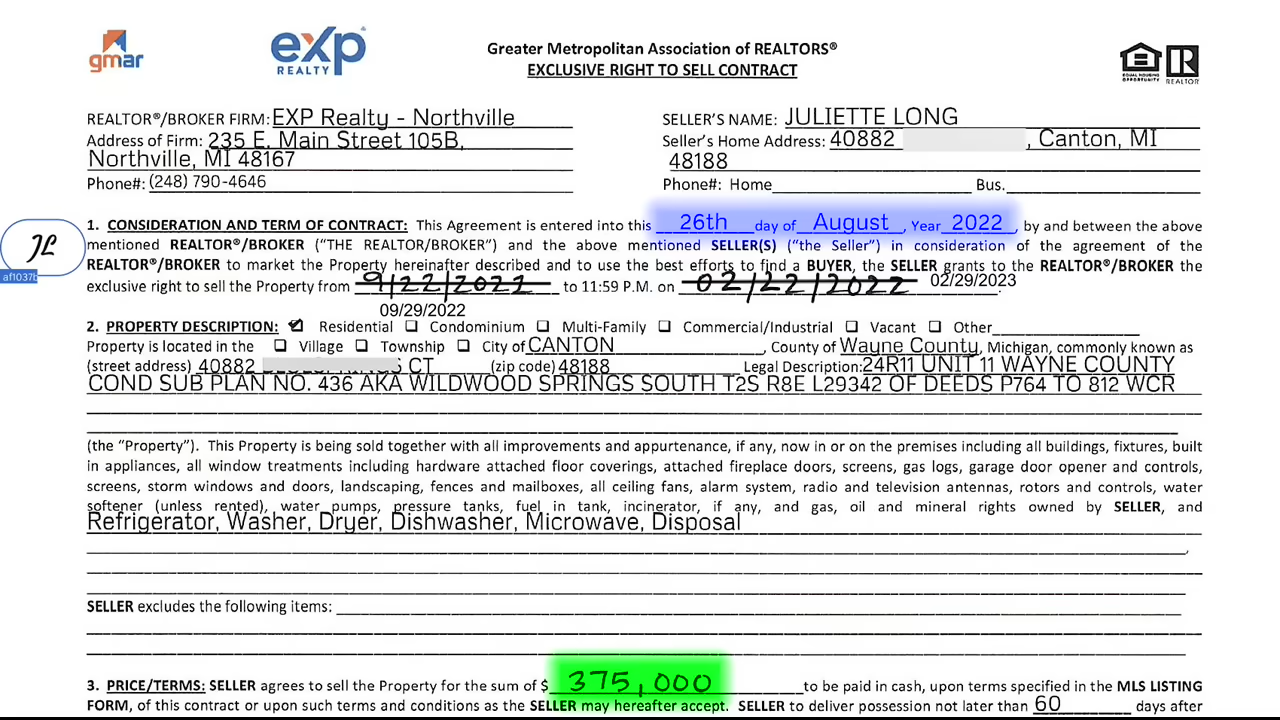 gmar
eXp REALTY
Greater Metropolitan Association of REALTORS®
EXCLUSIVE RIGHT TO SELL CONTRACT
EQUAL HOUSING OPPORTUNITY
REALTOR
REALTOR®/BROKER FIRM: EXP Realty - Northville
Address of Firm: 235 E. Main Street 105B,
Northville, MI 48167
Phone#: (248) 790-4646
SELLER'S NAME: JULIETTE LONG
Seller's Home Address: 40882 , Canton, MI
48188
Phone#: Home Bus.
1. CONSIDERATION AND TERM OF CONTRACT: This Agreement is entered into this 26th day of August, Year 2022, by and between the above
JL
mentioned REALTOR®/BROKER ("THE REALTOR/BROKER") and the above mentioned SELLER(S) ("the Seller") in consideration of the agreement of the
REALTOR®/BROKER to market the Property hereinafter described and to use the best efforts to find a BUYER, the SELLER grants to the REALTOR®/BROKER the
af1037b
exclusive right to sell the Property from 9/22/2022 to 11:59 P.M. on 02/22/2022 02/29/2023.
09/29/2022
2. PROPERTY DESCRIPTION: ☑ Residential ☐ Condominium ☐ Multi-Family ☐ Commercial/Industrial ☐ Vacant ☐ Other
Property is located in the ☐ Village ☐ Township ☐ City of CANTON, County of Wayne County, Michigan, commonly known as
(street address) 40882 CT (zip code) 48188 Legal Description: 24R11 UNIT 11 WAYNE COUNTY
COND SUB PLAN NO. 436 AKA WILDWOOD SPRINGS SOUTH T2S R8E L29342 OF DEEDS P764 TO 812 WCR
(the "Property"). This Property is being sold together with all improvements and appurtenance, if any, now in or on the premises including all buildings, fixtures, built
in appliances, all window treatments including hardware attached floor coverings, attached fireplace doors, screens, gas logs, garage door opener and controls,
screens, storm windows and doors, landscaping, fences and mailboxes, all ceiling fans, alarm system, radio and television antennas, rotors and controls, water
softener (unless rented), water pumps, pressure tanks, fuel in tank, incinerator, if any, and gas, oil and mineral rights owned by SELLER, and
Refrigerator, Washer, Dryer, Dishwasher, Microwave, Disposal
SELLER excludes the following items:
3. PRICE/TERMS: SELLER agrees to sell the Property for the sum of $ 375,000 to be paid in cash, upon terms specified in the MLS LISTING
FORM, of this contract or upon such terms and conditions as the SELLER may hereafter accept. SELLER to deliver possession not later than 60 days after